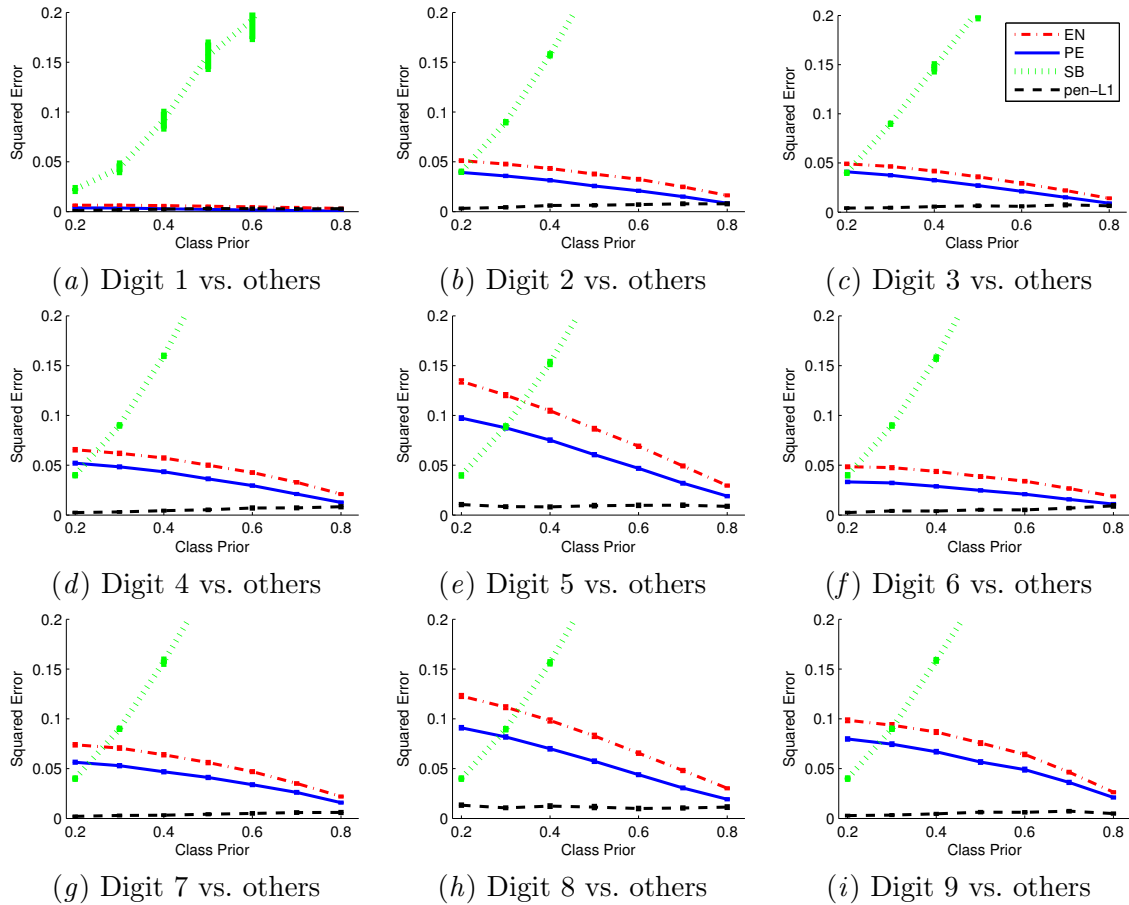 0.2
0.15
0.1
0.05
0
Squared Error
0.2 0.4 0.6 0.8
Class Prior
(a) Digit 1 vs. others
0.2
0.15
0.1
0.05
0
Squared Error
0.2 0.4 0.6 0.8
Class Prior
(b) Digit 2 vs. others
0.2
0.15
0.1
0.05
0
Squared Error
EN
PE
SB
pen-L1
0.2 0.4 0.6 0.8
Class Prior
(c) Digit 3 vs. others
0.2
0.15
0.1
0.05
0
Squared Error
0.2 0.4 0.6 0.8
Class Prior
(d) Digit 4 vs. others
0.2
0.15
0.1
0.05
0
Squared Error
0.2 0.4 0.6 0.8
Class Prior
(e) Digit 5 vs. others
0.2
0.15
0.1
0.05
0
Squared Error
0.2 0.4 0.6 0.8
Class Prior
(f) Digit 6 vs. others
0.2
0.15
0.1
0.05
0
Squared Error
0.2 0.4 0.6 0.8
Class Prior
(g) Digit 7 vs. others
0.2
0.15
0.1
0.05
0
Squared Error
0.2 0.4 0.6 0.8
Class Prior
(h) Digit 8 vs. others
0.2
0.15
0.1
0.05
0
Squared Error
0.2 0.4 0.6 0.8
Class Prior
(i) Digit 9 vs. others